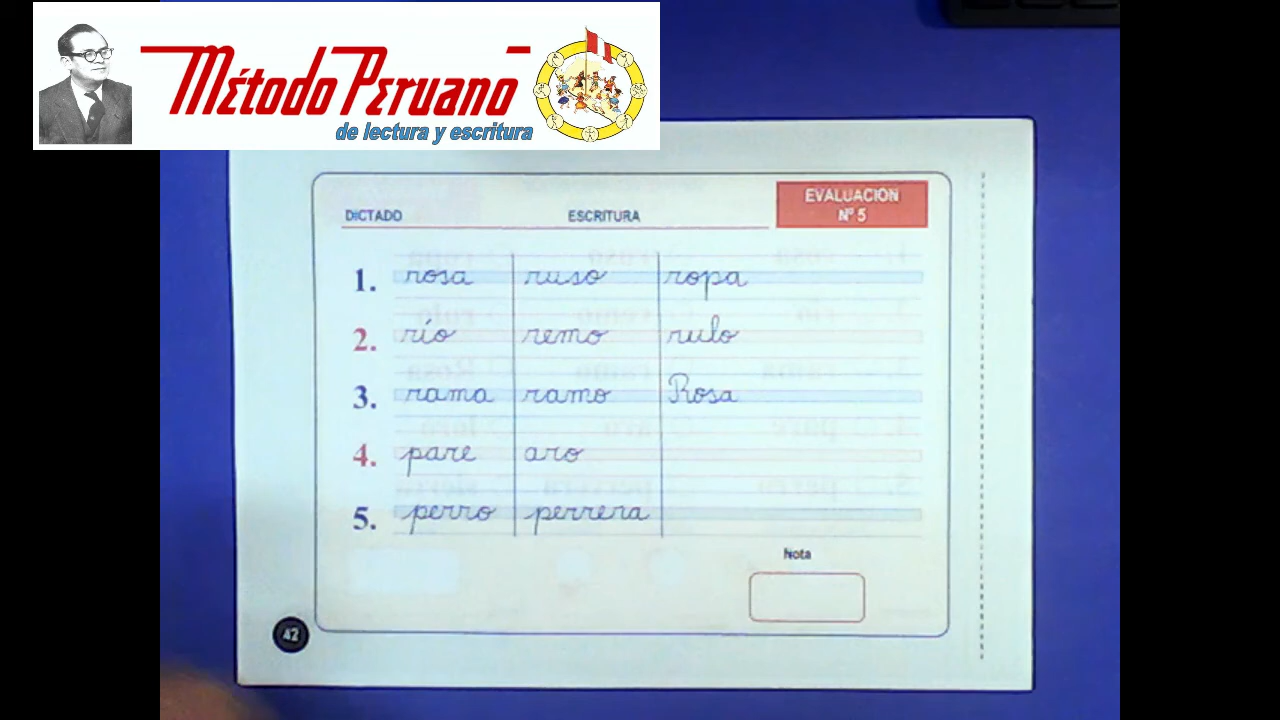 Método Peruano
de lectura y escritura
EVALUACIÓN
Nº 5
DICTADO ESCRITURA
1. rosa ruso ropa
2. río remo rulo
3. rama ramo Rosa
4. pare aro
5. perro perrera
Nota
42